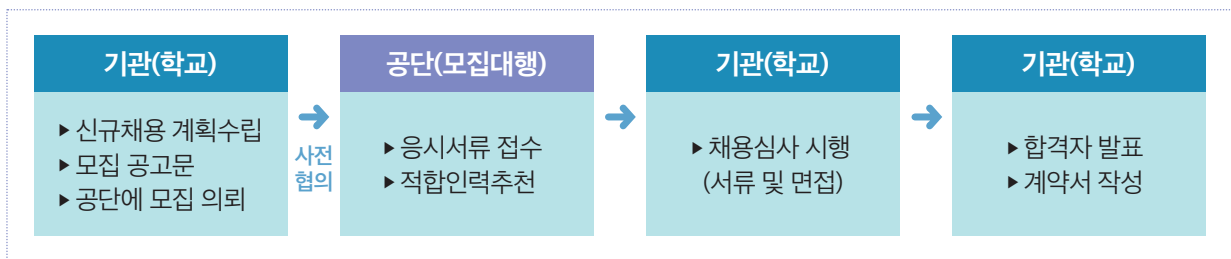 기관(학교)
▸신규채용 계획수립
▸모집 공고문
▸공단에 모집 의뢰
사전
협의
공단(모집대행)
▸응시서류 접수
▸적합인력추천
기관(학교)
▸채용심사 시행
(서류 및 면접)
기관(학교)
▸합격자 발표
▸계약서 작성